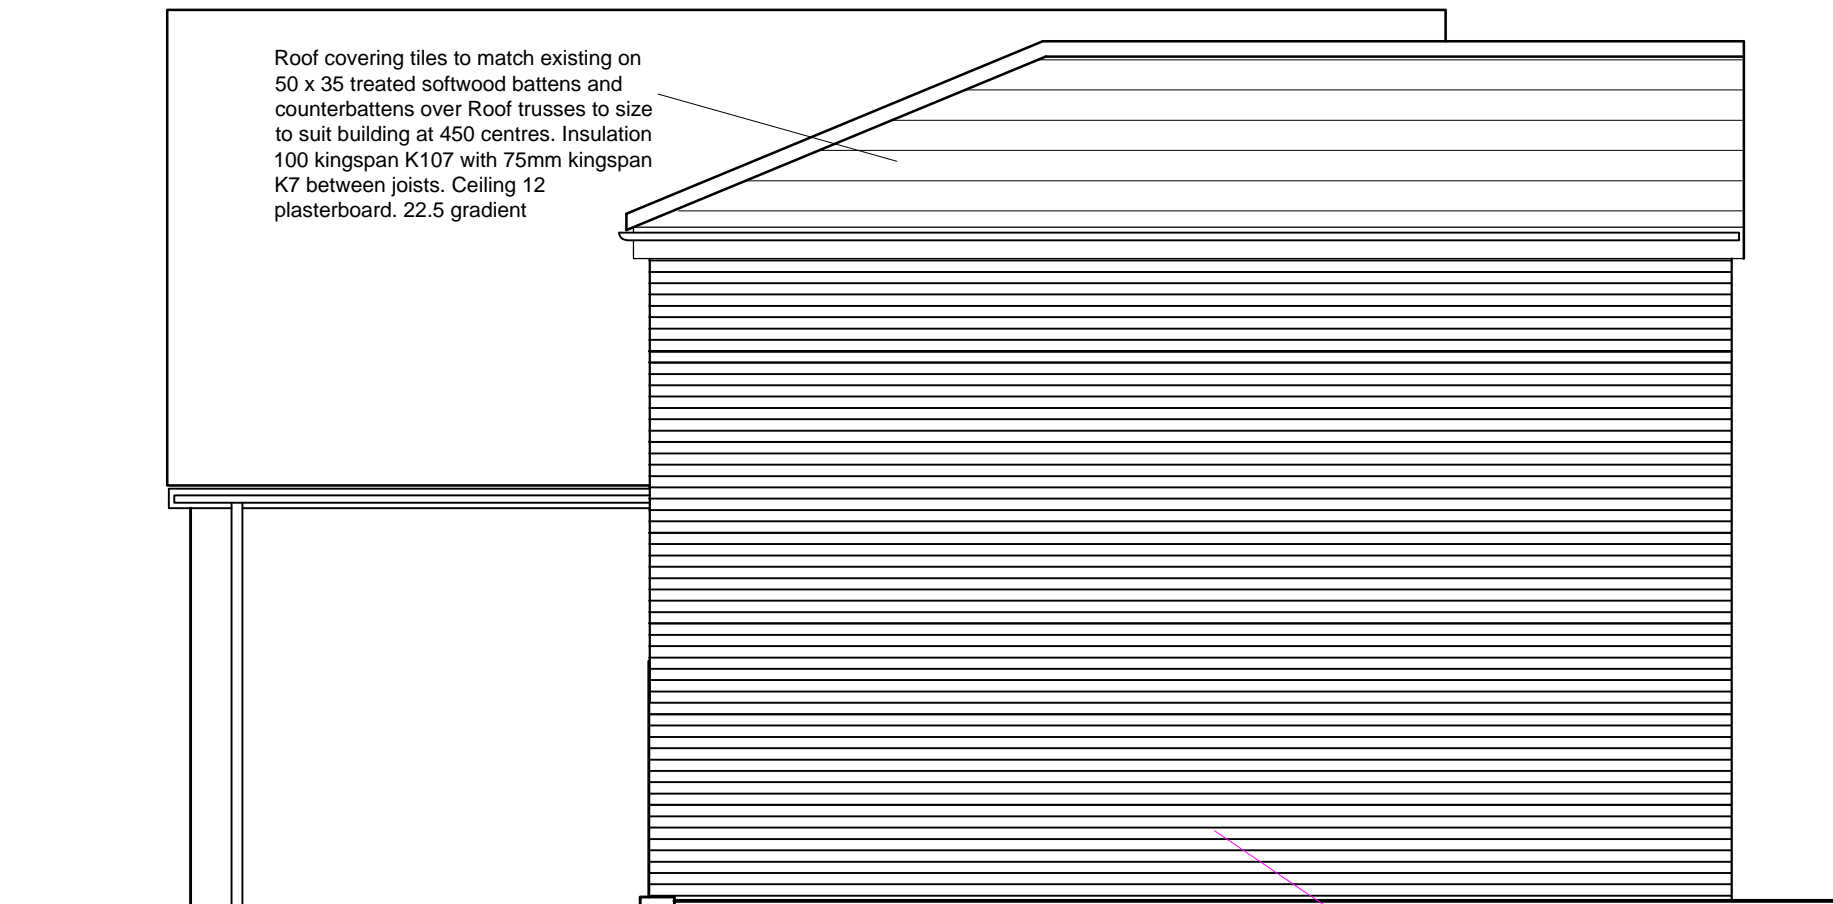 Roof covering tiles to match existing on
50 x 35 treated softwood battens and
counterbattens over Roof trusses to size
to suit building at 450 centres. Insulation
100 kingspan K107 with 75mm kingspan
K7 between joists. Ceiling 12
plasterboard. 22.5 gradient